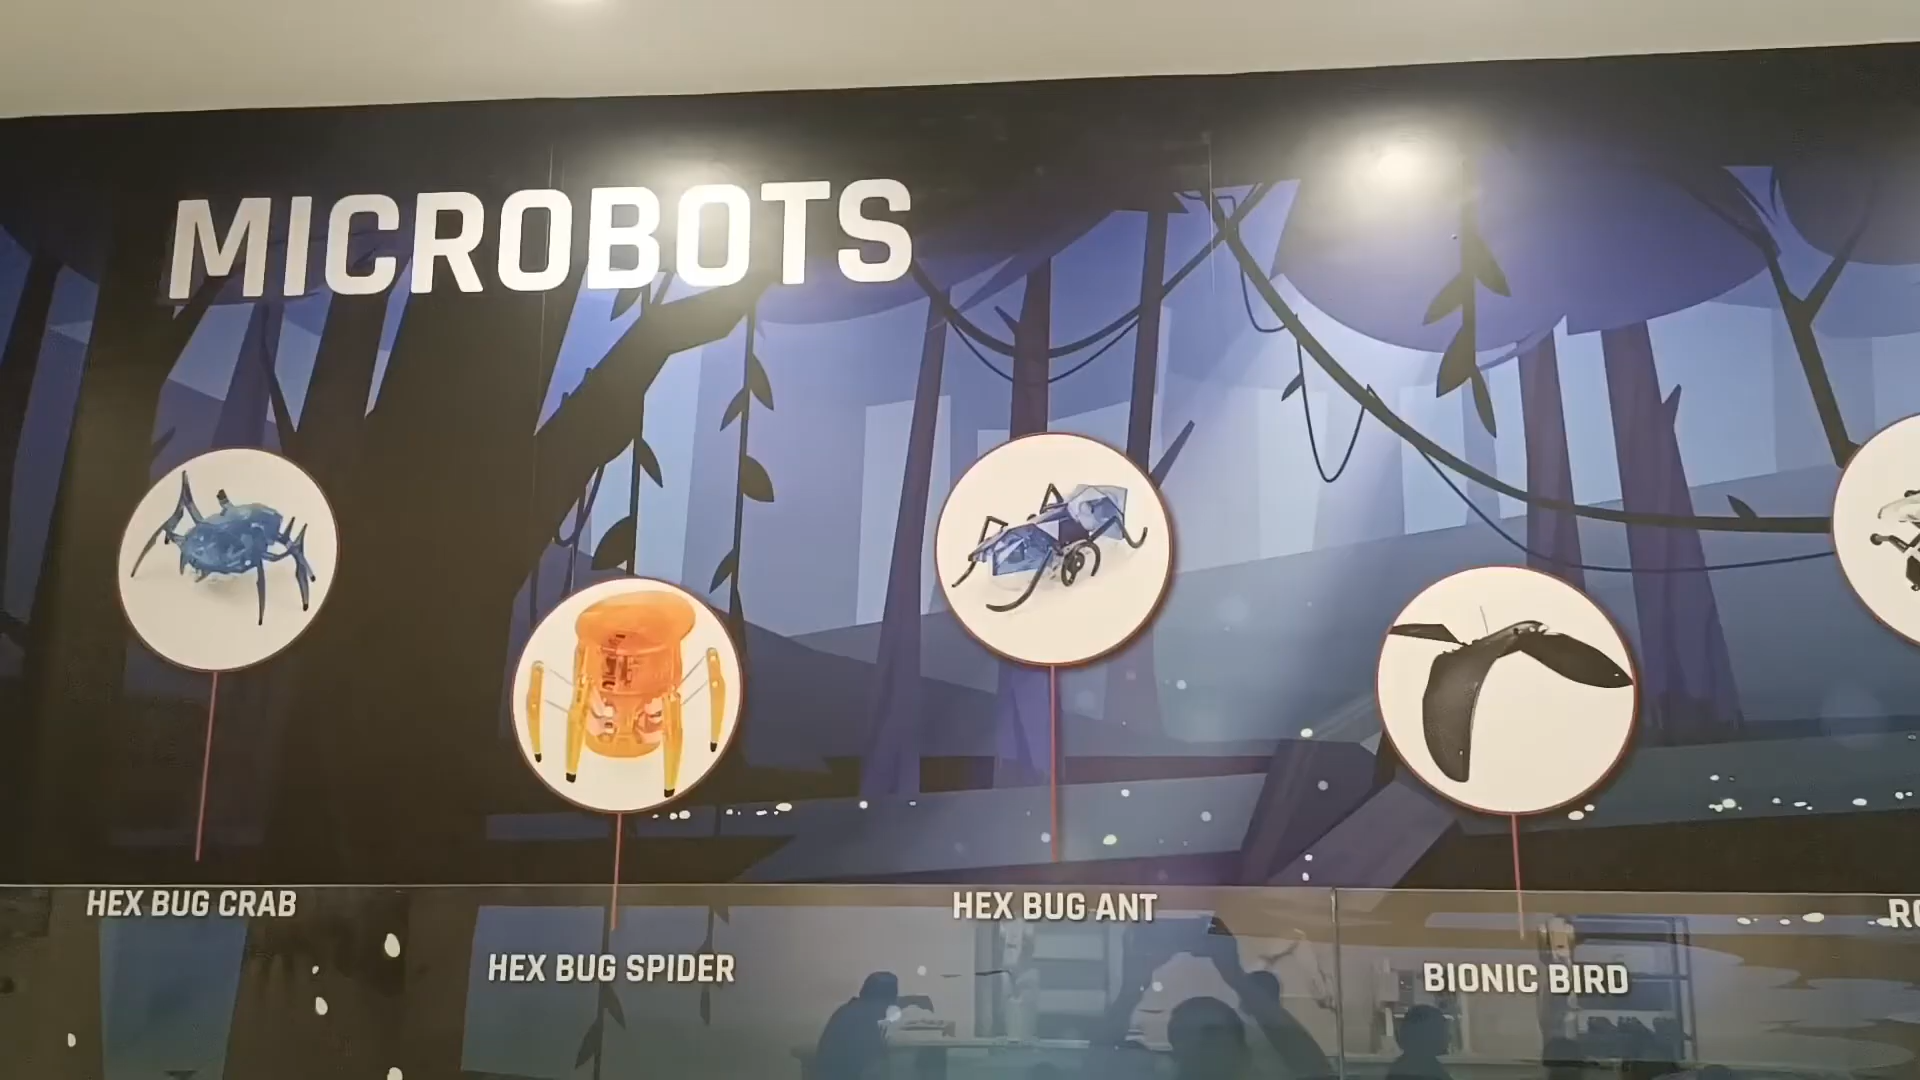 MICROBOTS
HEX BUG CRAB
HEX BUG SPIDER
HEX BUG ANT
BIONIC BIRD